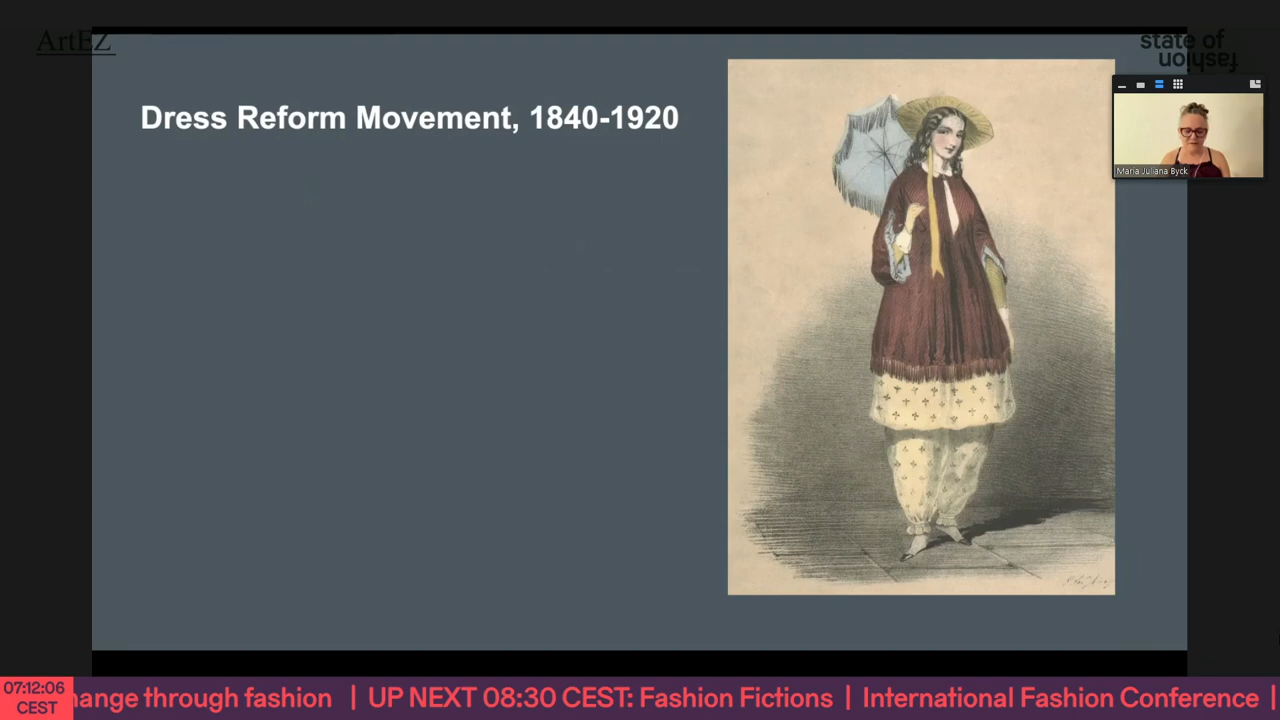 ArtEZ
state of
fashion
Dress Reform Movement, 1840-1920
Maria Juliana Byck
07:12:06
CEST
hange through fashion | UP NEXT 08:30 CEST: Fashion Fictions | International Fashion Conference |